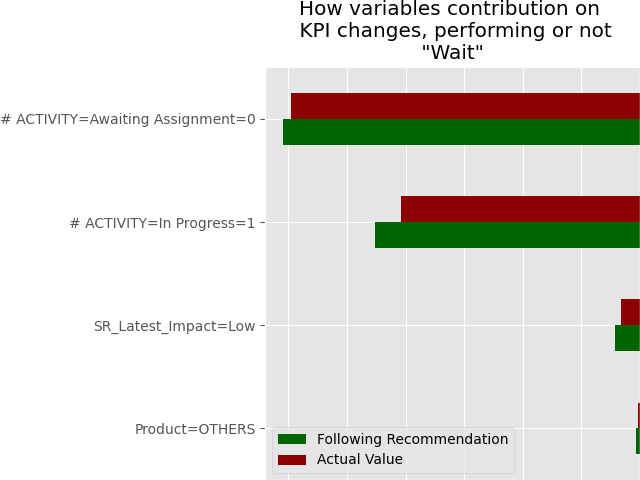 How variables contribution on
KPI changes, performing or not
"Wait"
# ACTIVITY=Awaiting Assignment=0
# ACTIVITY=In Progress=1
SR_Latest_Impact=Low
Product=OTHERS
Following Recommendation
Actual Value